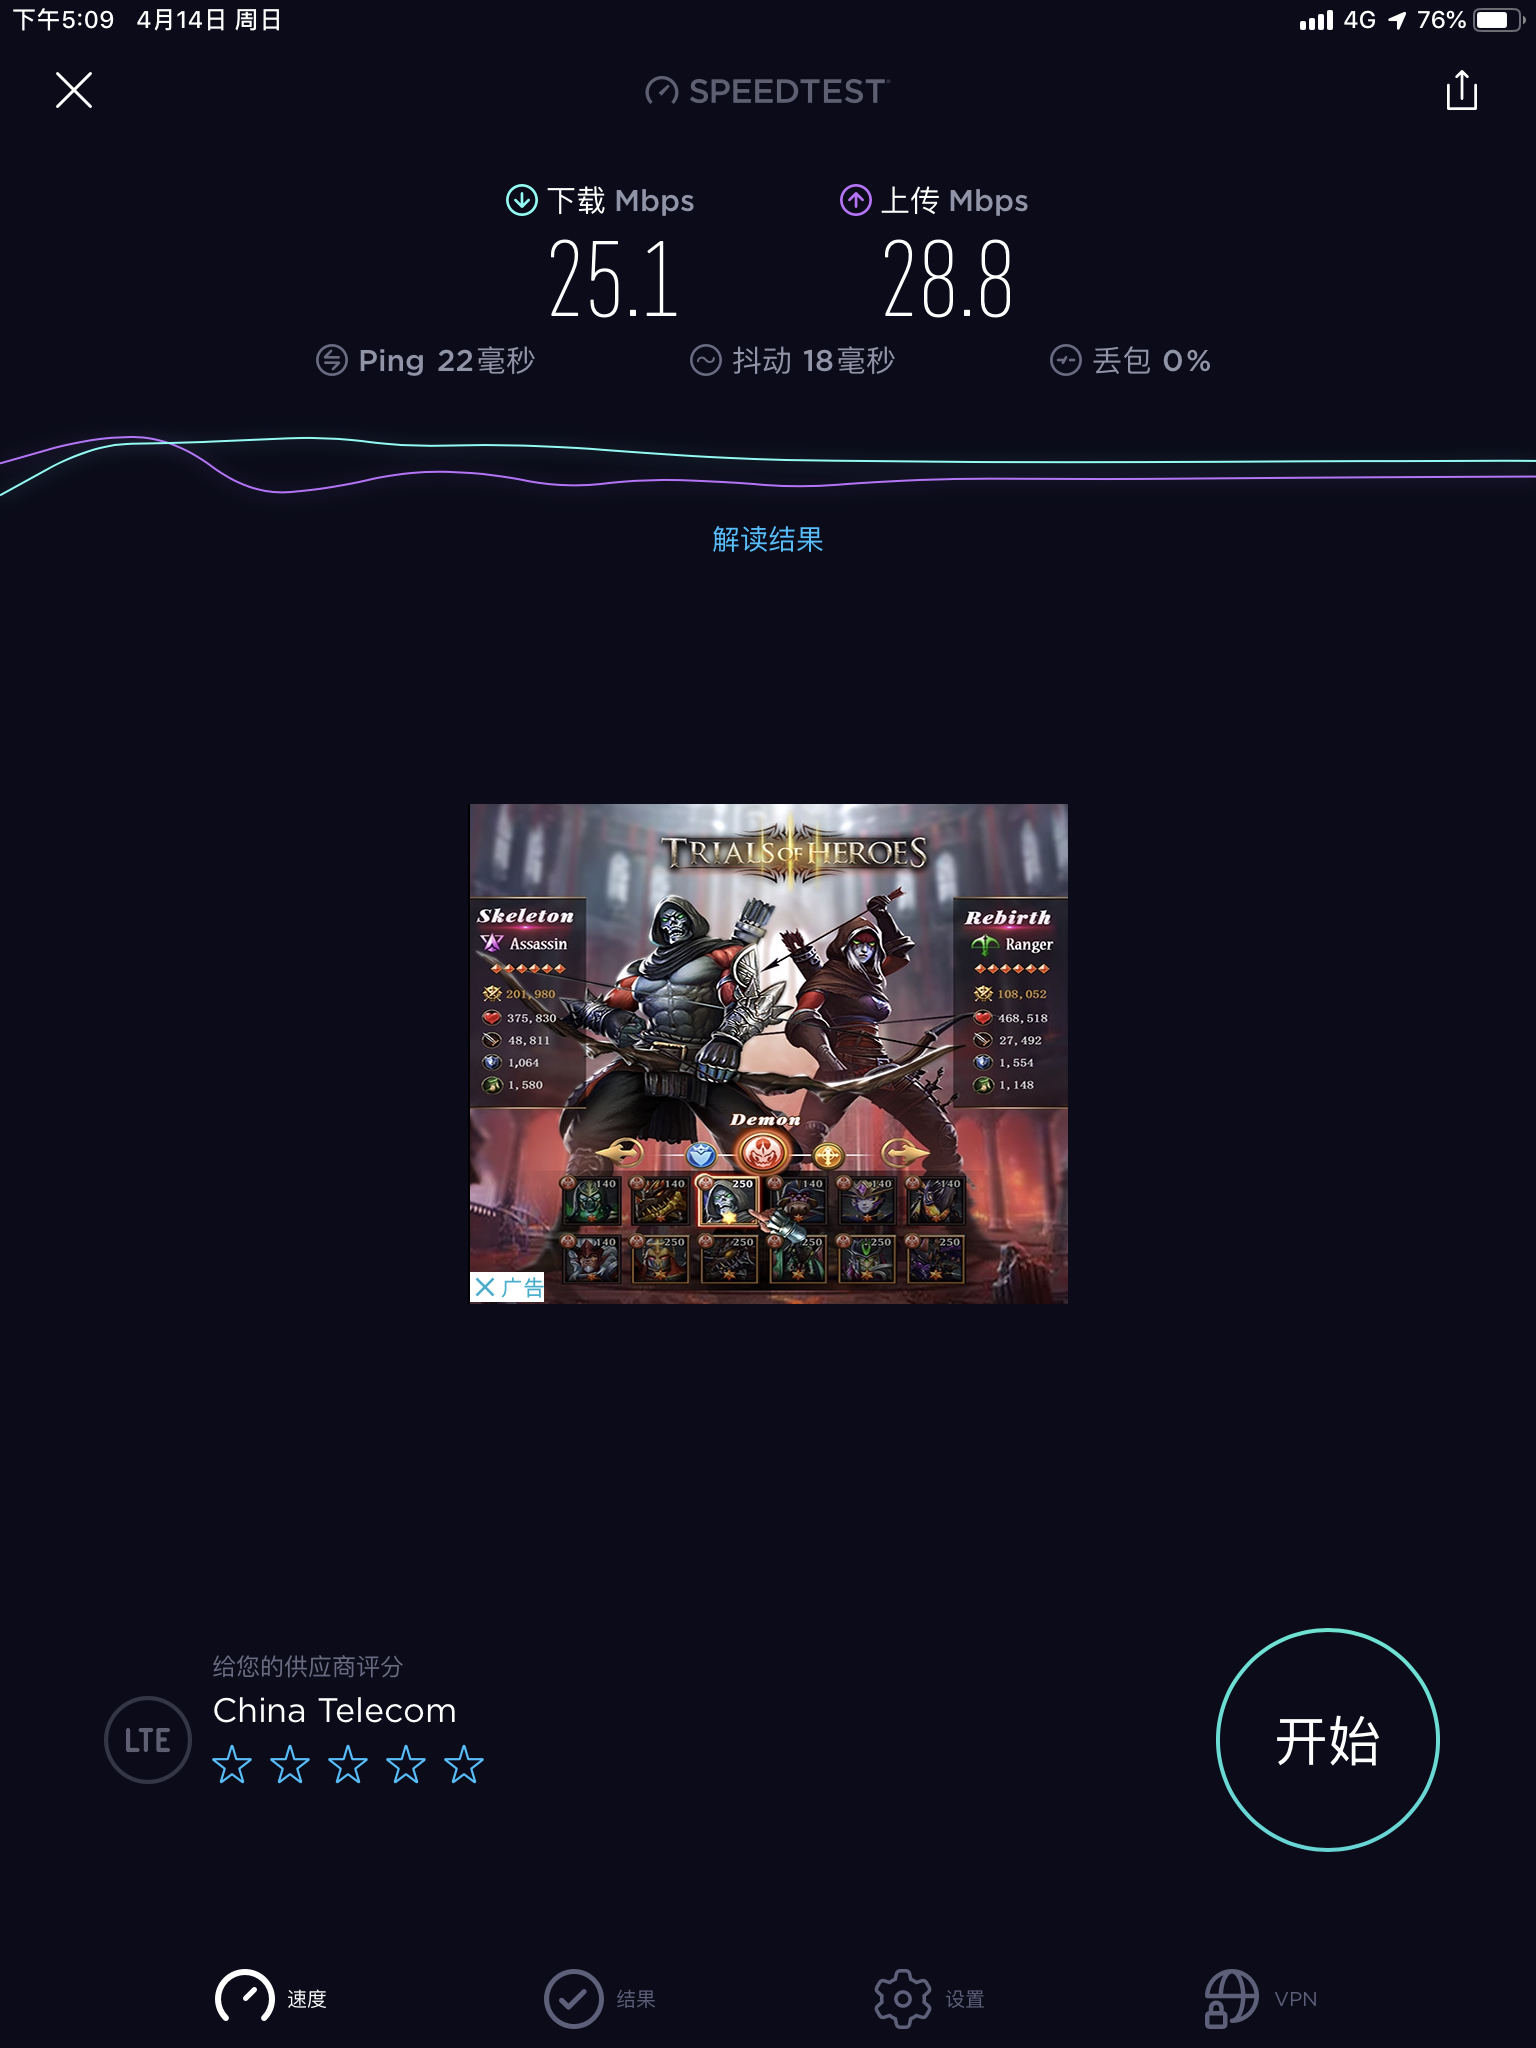 下午5:09 4月14日 周日
4G 76%
SPEEDTEST
下载 Mbps
上传 Mbps
25.1
28.8
Ping 22毫秒
抖动 18毫秒
丢包 0%
解读结果
TRIALS OF HEROES
Skeleton
Assassin
201,980
375,830
48,811
1,064
1,580
Rebirth
Ranger
108,052
468,518
27,492
1,554
1,148
Demon
140 140 250 140 140 140
140 250 250 250 250 250
广告
给您的供应商评分
LTE
China Telecom
开始
速度
结果
设置
VPN